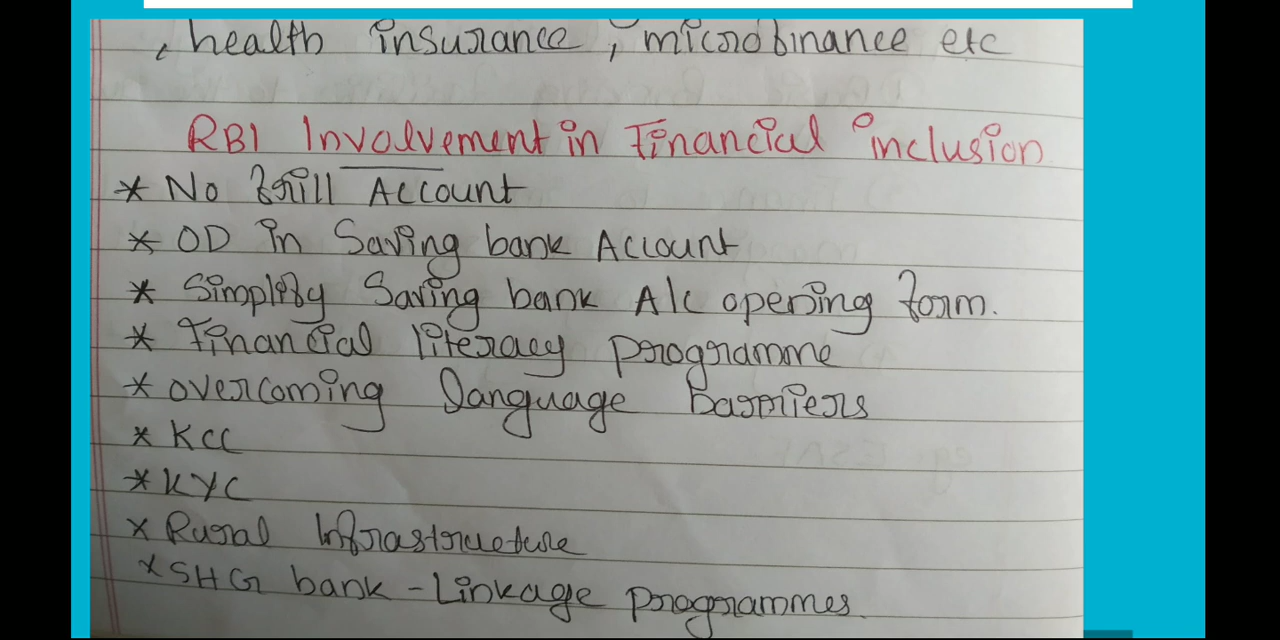 , health insurance, microfinance etc
RBI Involvement in Financial inclusion
* No frill Account
* OD in Saving bank Account
* Simplify Saving bank A/c opening form.
* Financial literacy programme
* overcoming language barriers
* KCC
* KYC
* Rural Infrastructure
* SHG bank - Linkage programmes.